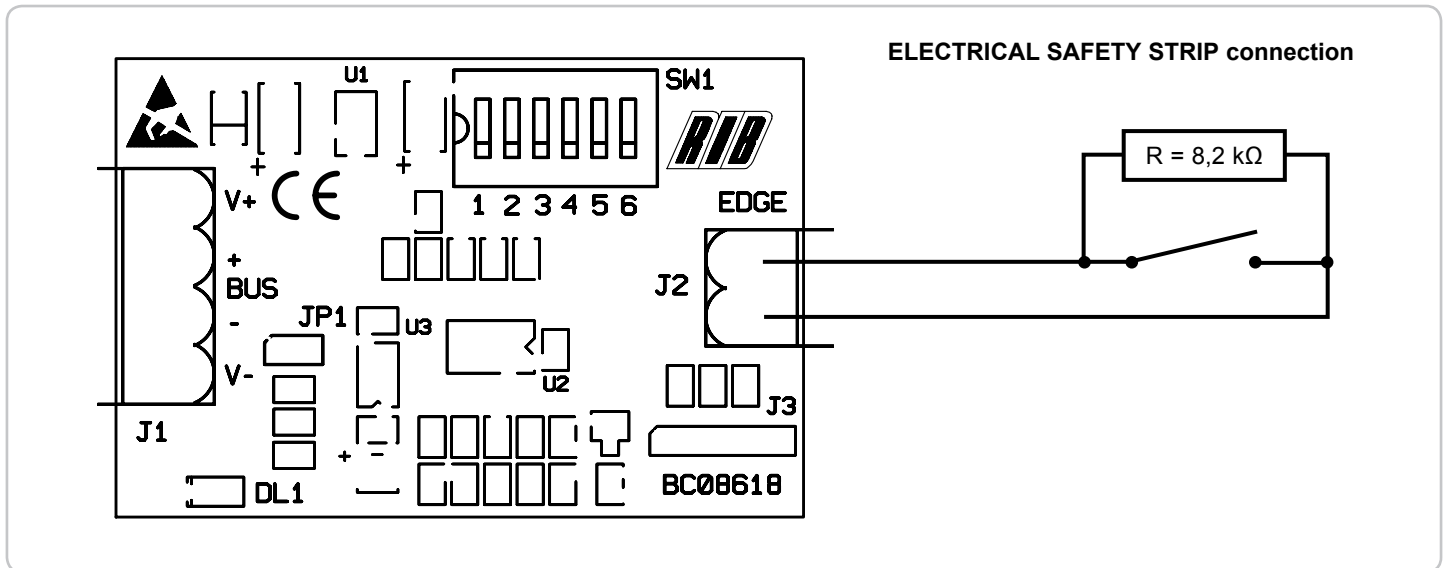 ELECTRICAL SAFETY STRIP connection
U1
SW1
RIB
R = 8,2 kΩ
+
+
V+
CE
1 2 3 4 5 6
EDGE
+
BUS
J2
-
JP1
U3
V-
U2
J3
J1
+
-
DL1
BC08618